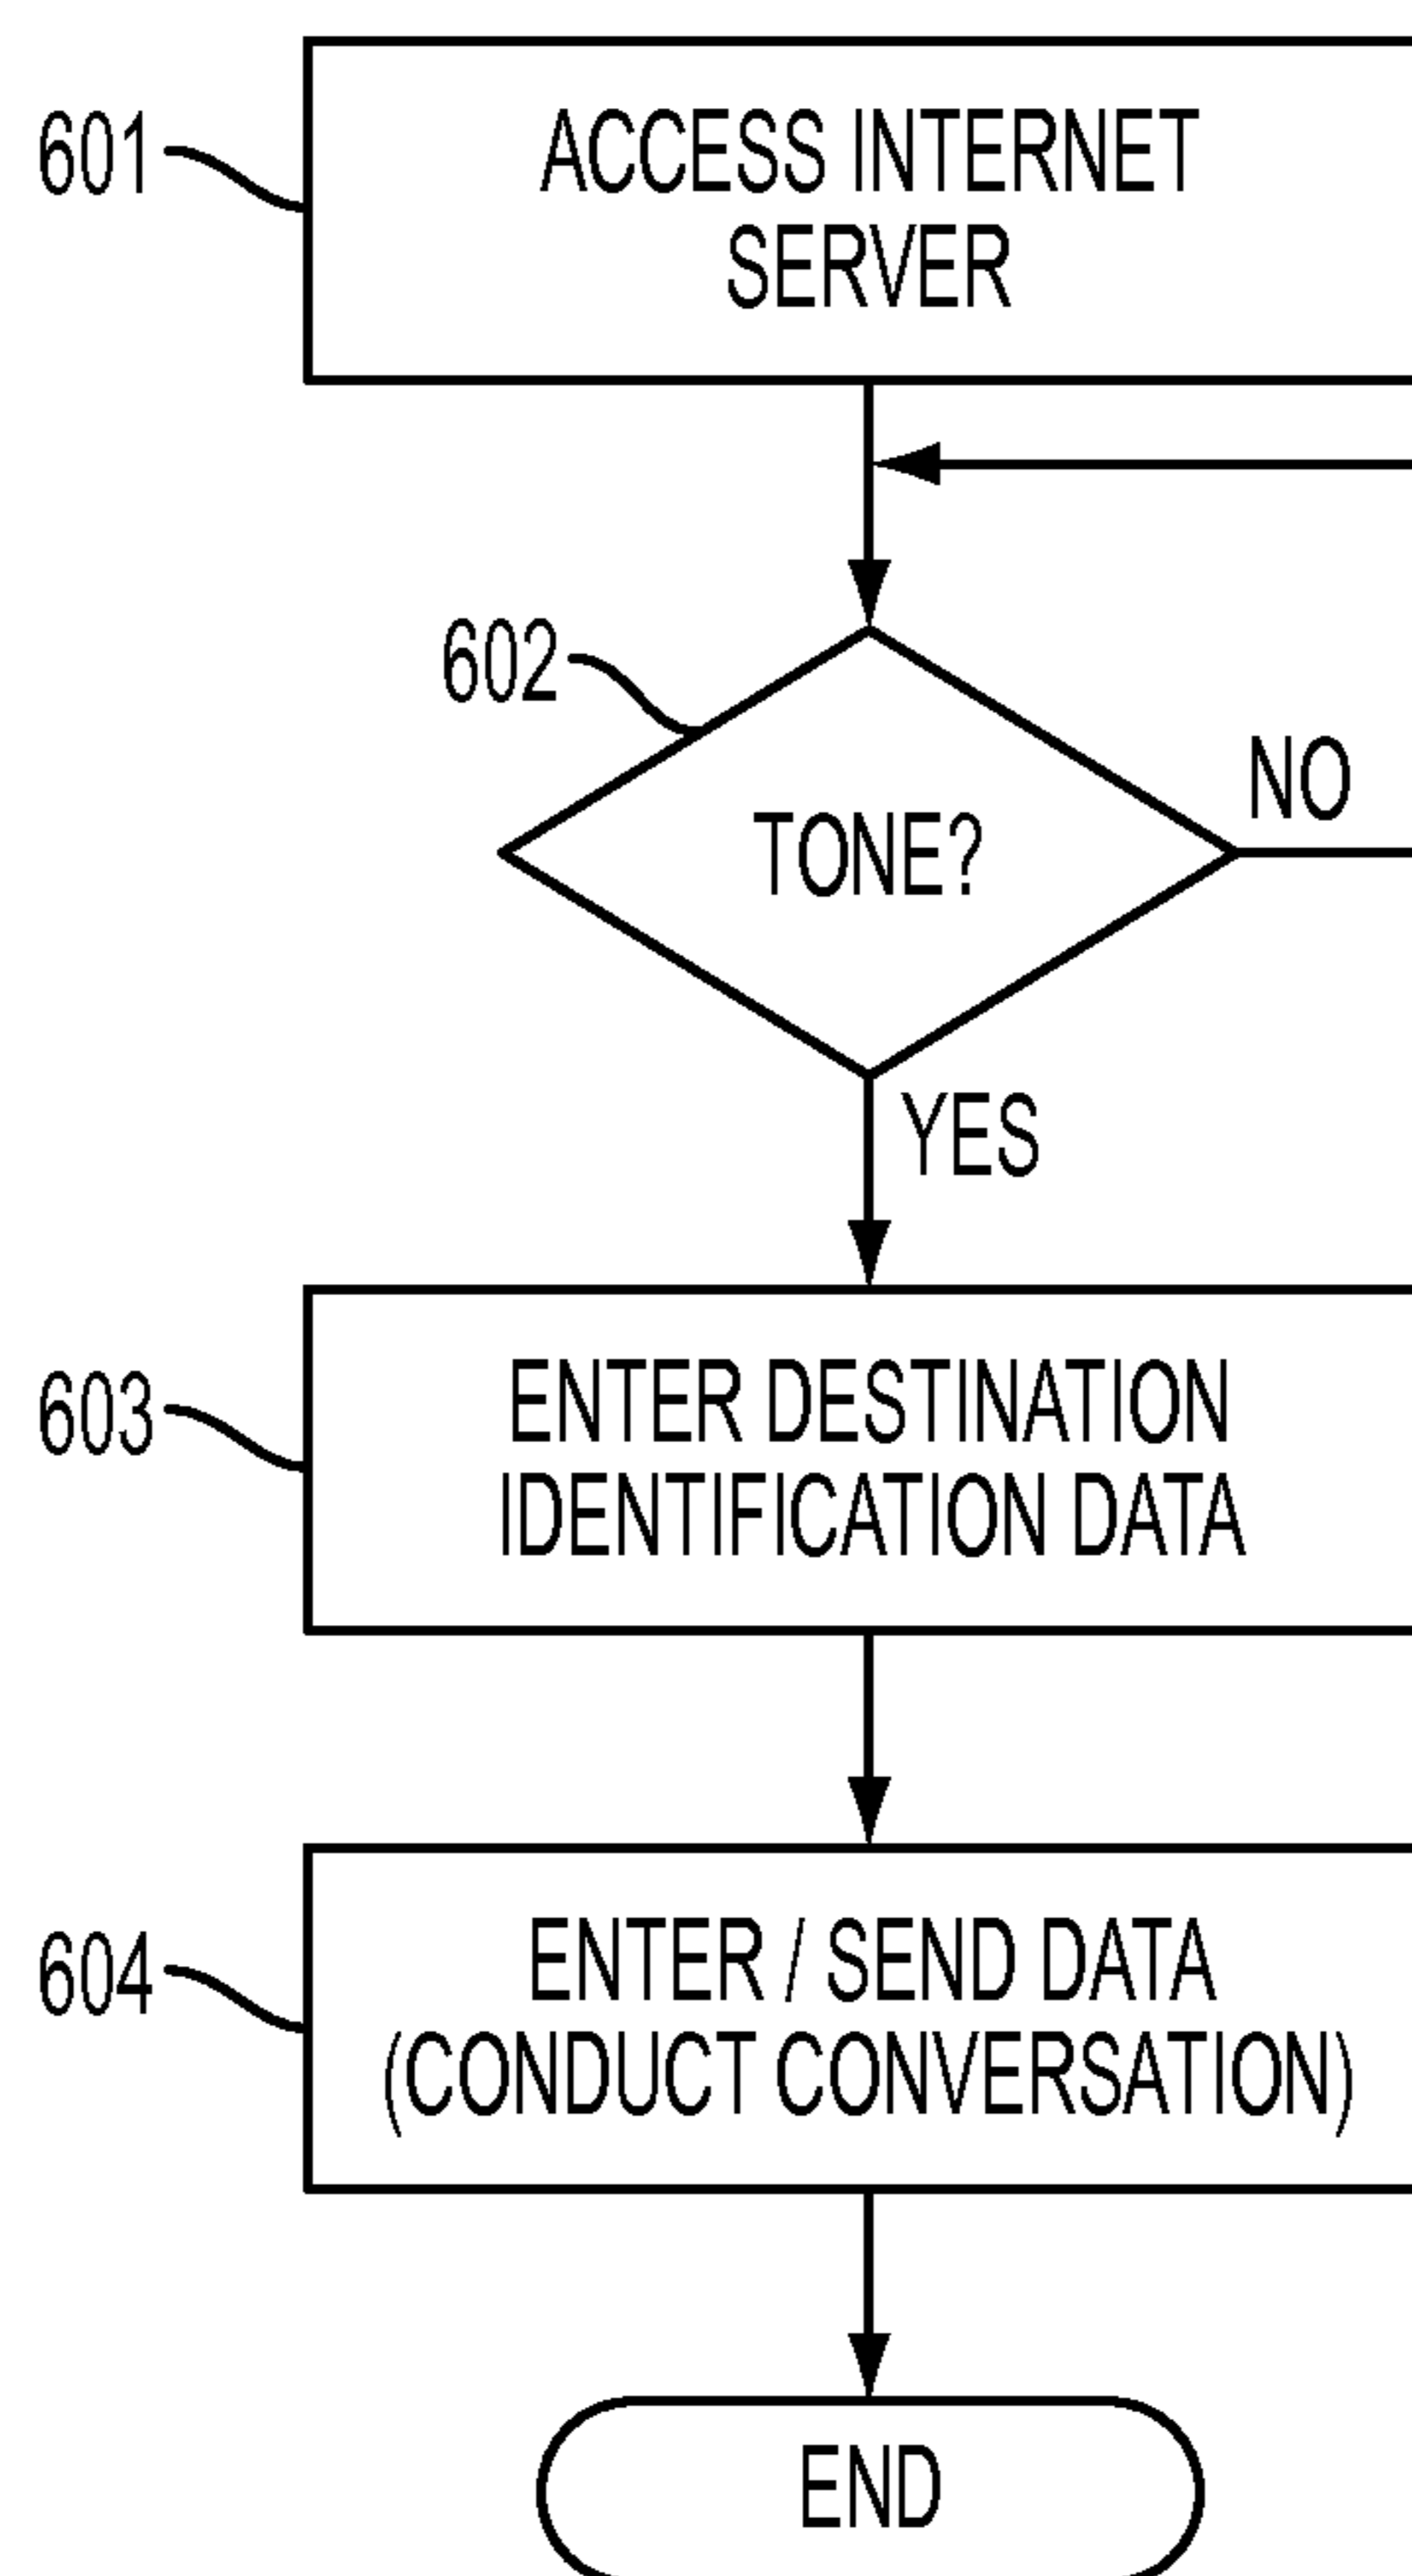 601
ACCESS INTERNET
SERVER
602
TONE?
NO
YES
603
ENTER DESTINATION
IDENTIFICATION DATA
604
ENTER / SEND DATA
(CONDUCT CONVERSATION)
END